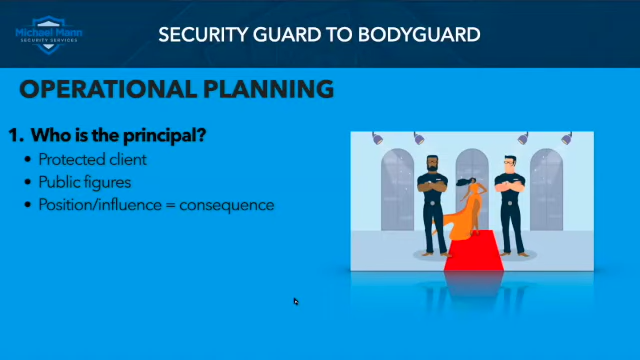 Michael Mann
SECURITY SERVICES
SECURITY GUARD TO BODYGUARD
OPERATIONAL PLANNING
1. Who is the principal?
• Protected client
• Public figures
• Position/influence = consequence